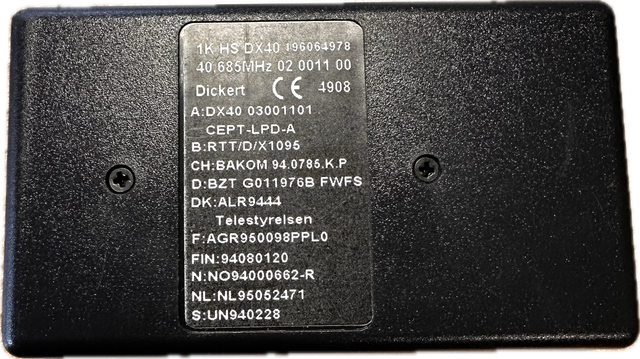 1K HS DX40 196064978
40,685MHz 02 0011 00
Dickert CE 4908
A:DX40 03001101
CEPT-LPD-A
B:RTT/D/X1095
CH:BAKOM 94.0785.K.P
D:BZT G011976B FWFS
DK:ALR9444
Telestyrelsen
F:AGR950098PPL0
FIN:94080120
N:NO94000662-R
NL:NL95052471
S:UN940228